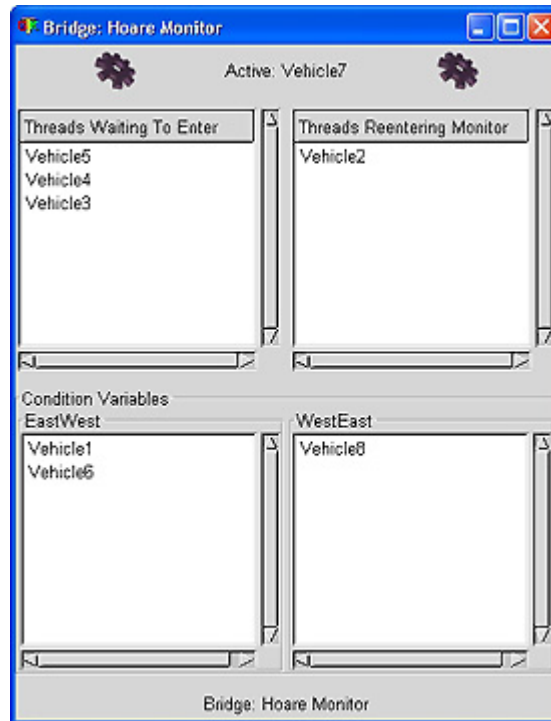 Bridge: Hoare Monitor
Active: Vehicle7
Threads Waiting To Enter
Vehicle5
Vehicle4
Vehicle3
Threads Reentering Monitor
Vehicle2
Condition Variables
EastWest
Vehicle1
Vehicle6
WestEast
Vehicle8
Bridge: Hoare Monitor